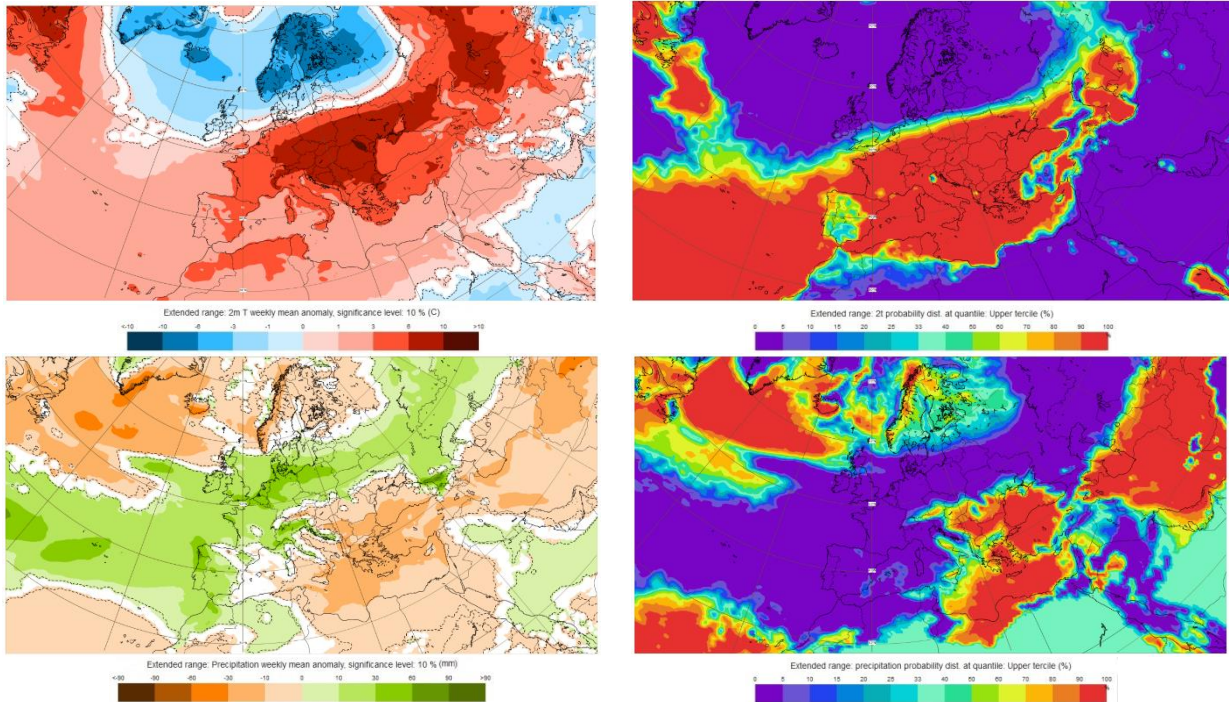 Extended range: 2m T weekly mean anomaly, significance level: 10 % (C)
<-10 -10 -6 -3 -1 0 1 3 6 10 >10
Extended range: 2t probability dist. at quantile: Upper tercile (%)
0 5 10 15 20 25 33 40 50 60 70 80 90 100
%
Extended range: Precipitation weekly mean anomaly, significance level: 10 % (mm)
<-90 -90 -60 -30 -10 0 10 30 60 90 >90
Extended range: precipitation probability dist. at quantile: Upper tercile (%)
0 5 10 15 20 25 33 40 50 60 70 80 90 100
%